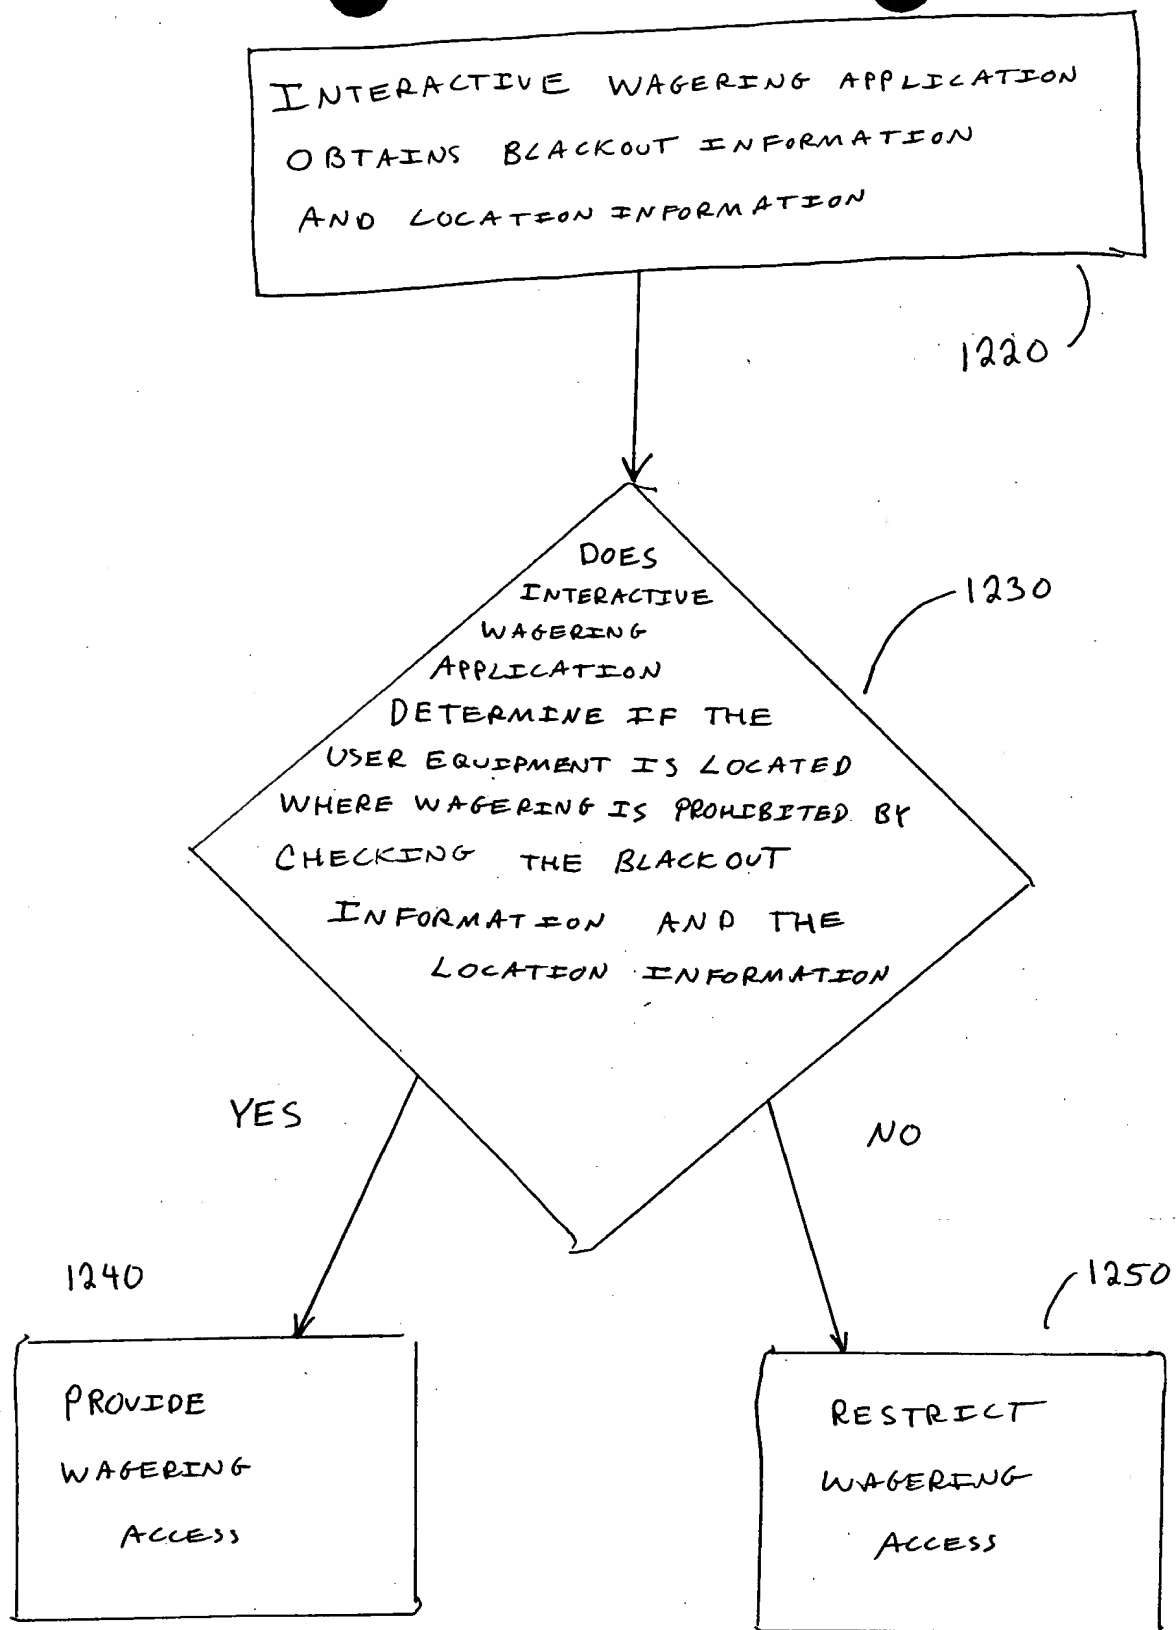 INTERACTIVE WAGERING APPLICATION
OBTAINS BLACKOUT INFORMATION
AND LOCATION INFORMATION
1220
DOES
INTERACTIVE
WAGERING
APPLICATION
DETERMINE IF THE
USER EQUIPMENT IS LOCATED
WHERE WAGERING IS PROHIBITED BY
CHECKING THE BLACKOUT
INFORMATION AND THE
LOCATION INFORMATION
1230
YES
NO
1240
1250
PROVIDE
WAGERING
ACCESS
RESTRICT
WAGERING
ACCESS